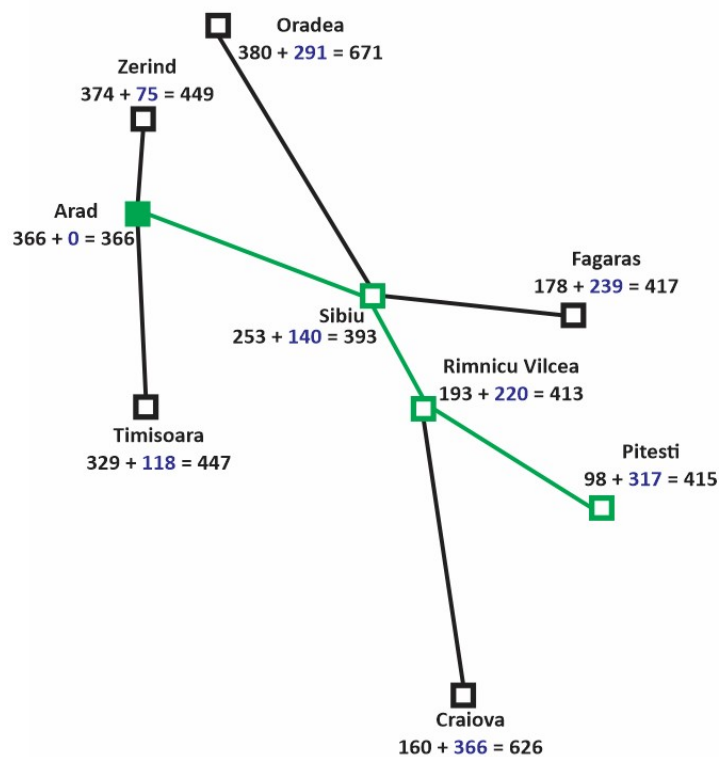 Oradea
380 + 291 = 671
Zerind
374 + 75 = 449
Arad
366 + 0 = 366
Fagaras
178 + 239 = 417
Sibiu
253 + 140 = 393
Rimnicu Vilcea
193 + 220 = 413
Timisoara
329 + 118 = 447
Pitesti
98 + 317 = 415
Craiova
160 + 366 = 626